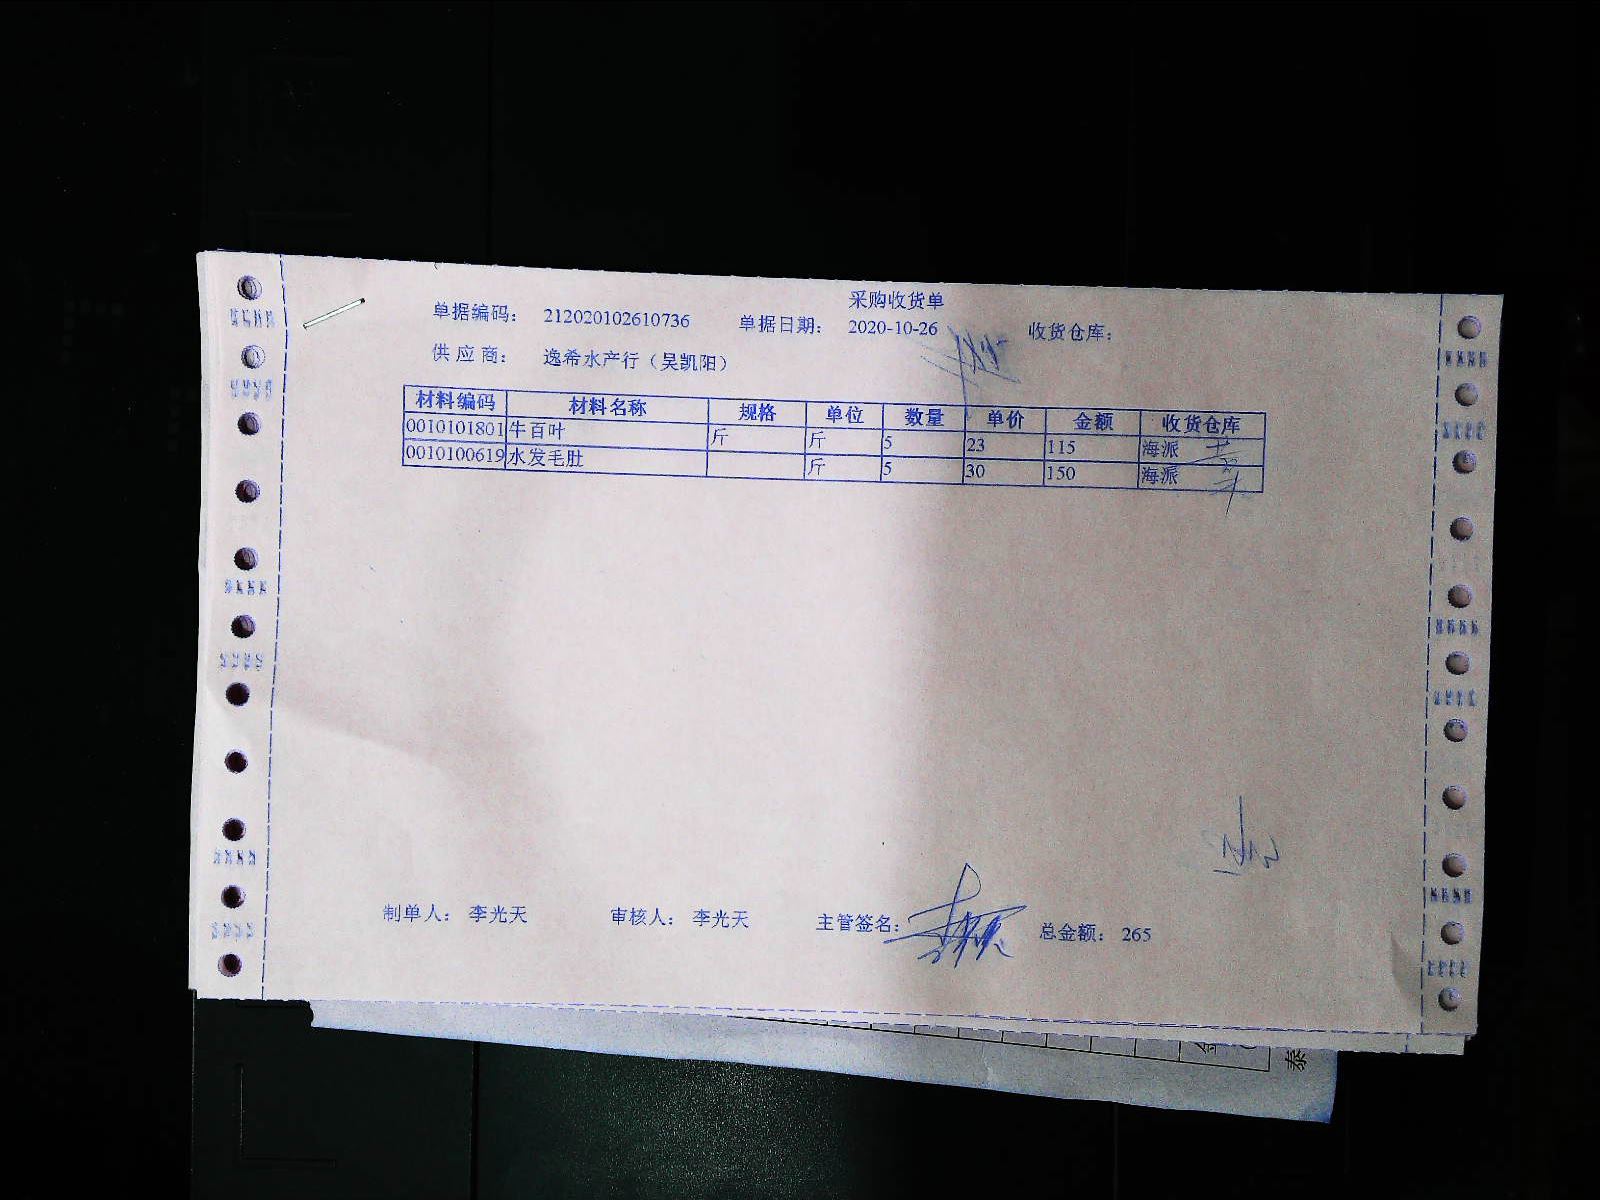 采购收货单
单据编码： 212020102610736 单据日期： 2020-10-26 收货仓库：
供 应 商： 逸希水产行（吴凯阳）
材料编码 材料名称 规格 单位 数量 单价 金额 收货仓库
0010101801 牛百叶 斤 斤 5 23 115 海派
0010100619 水发毛肚 斤 5 30 150 海派
制单人： 李光天 审核人： 李光天 主管签名： 总金额： 265
泰